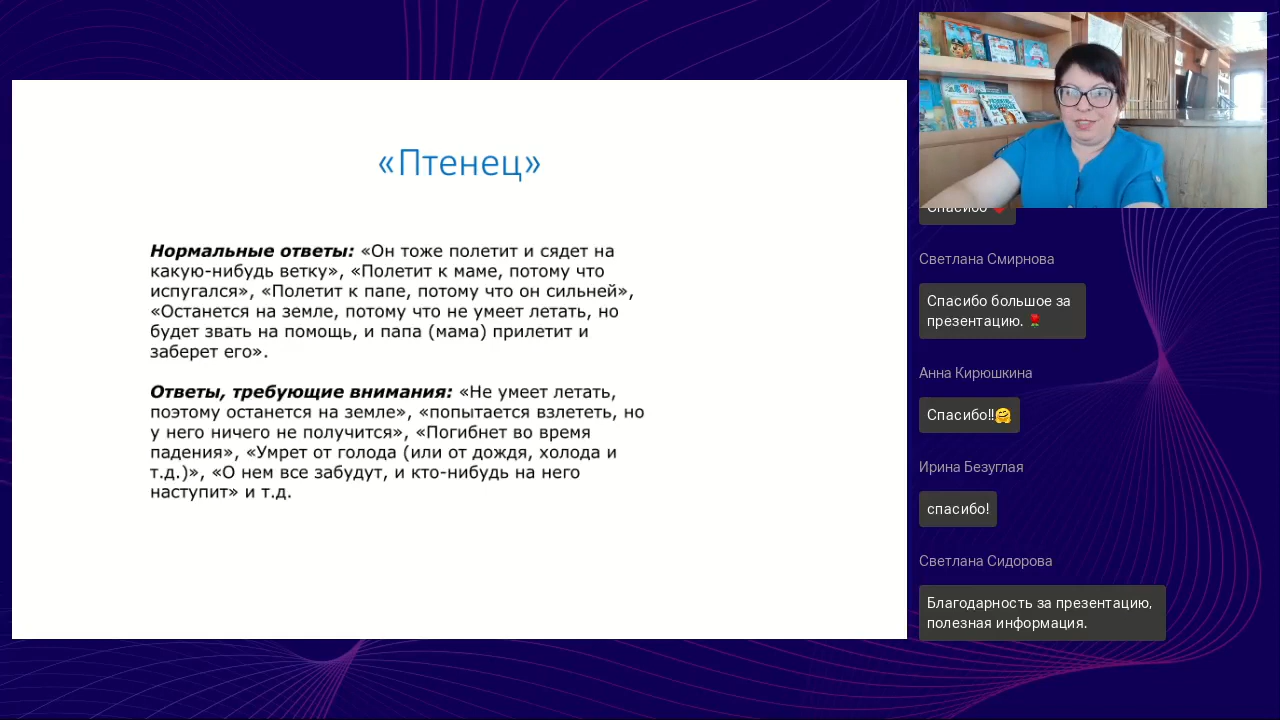 «Птенец»
Нормальные ответы: «Он тоже полетит и сядет на
какую-нибудь ветку», «Полетит к маме, потому что
испугался», «Полетит к папе, потому что он сильней»,
«Останется на земле, потому что не умеет летать, но
будет звать на помощь, и папа (мама) прилетит и
заберет его».
Ответы, требующие внимания: «Не умеет летать,
поэтому останется на земле», «попытается взлететь, но
у него ничего не получится», «Погибнет во время
падения», «Умрет от голода (или от дождя, холода и
т.д.)», «О нем все забудут, и кто-нибудь на него
наступит» и т.д.
Спасибо ❤️
Светлана Смирнова
Спасибо большое за
презентацию. 🌹
Анна Кирюшкина
Спасибо!!🤗
Ирина Безуглая
спасибо!
Светлана Сидорова
Благодарность за презентацию,
полезная информация.